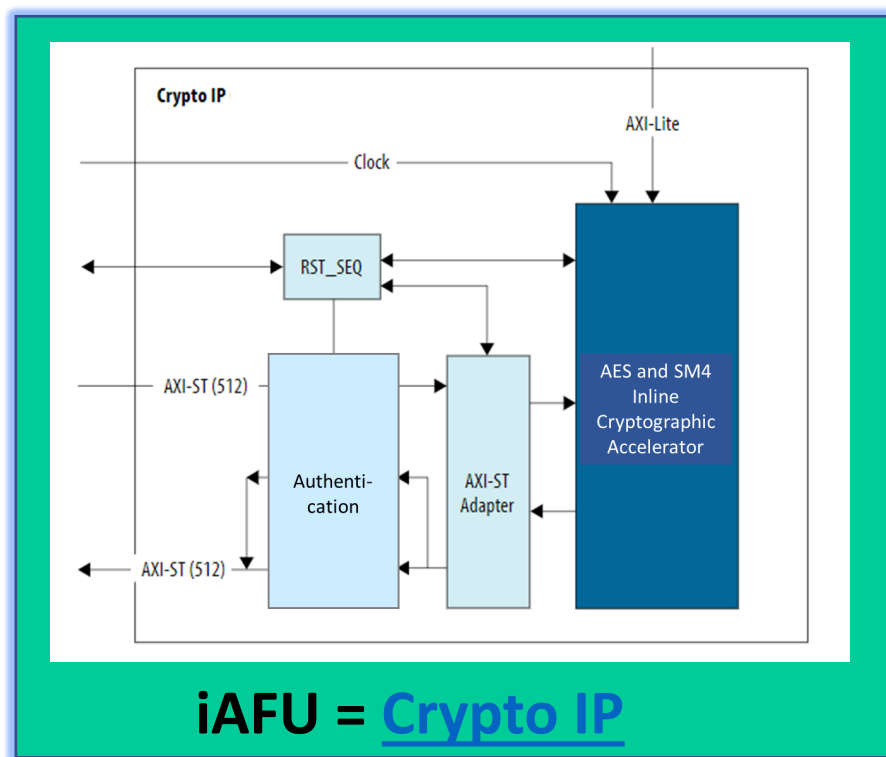 Crypto IP
AXI-Lite
Clock
RST_SEQ
AXI-ST (512)
AES and SM4
Inline
Cryptographic
Accelerator
Authenti-
cation
AXI-ST
Adapter
AXI-ST (512)
iAFU = Crypto IP